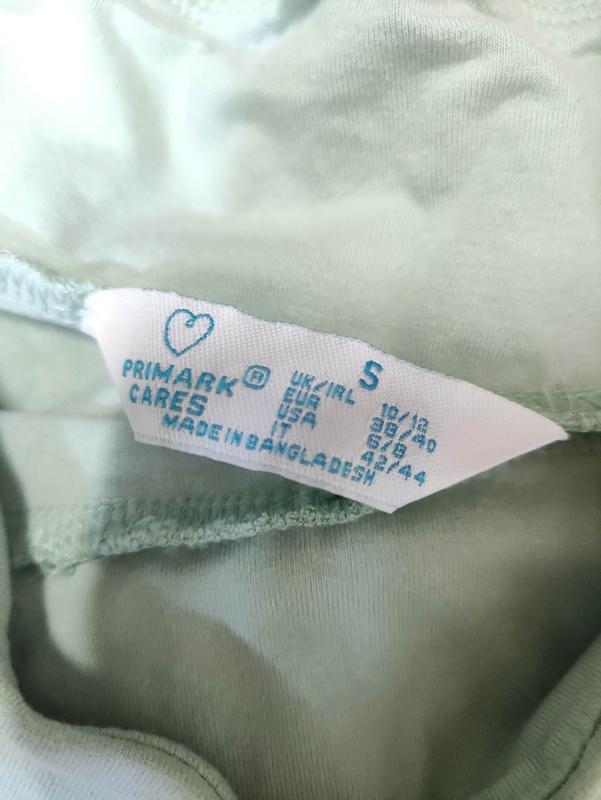 S
PRIMARK®
CARES
UK/IRL 10/12
EUR 38/40
USA 6/8
IT 42/44
MADE IN BANGLADESH